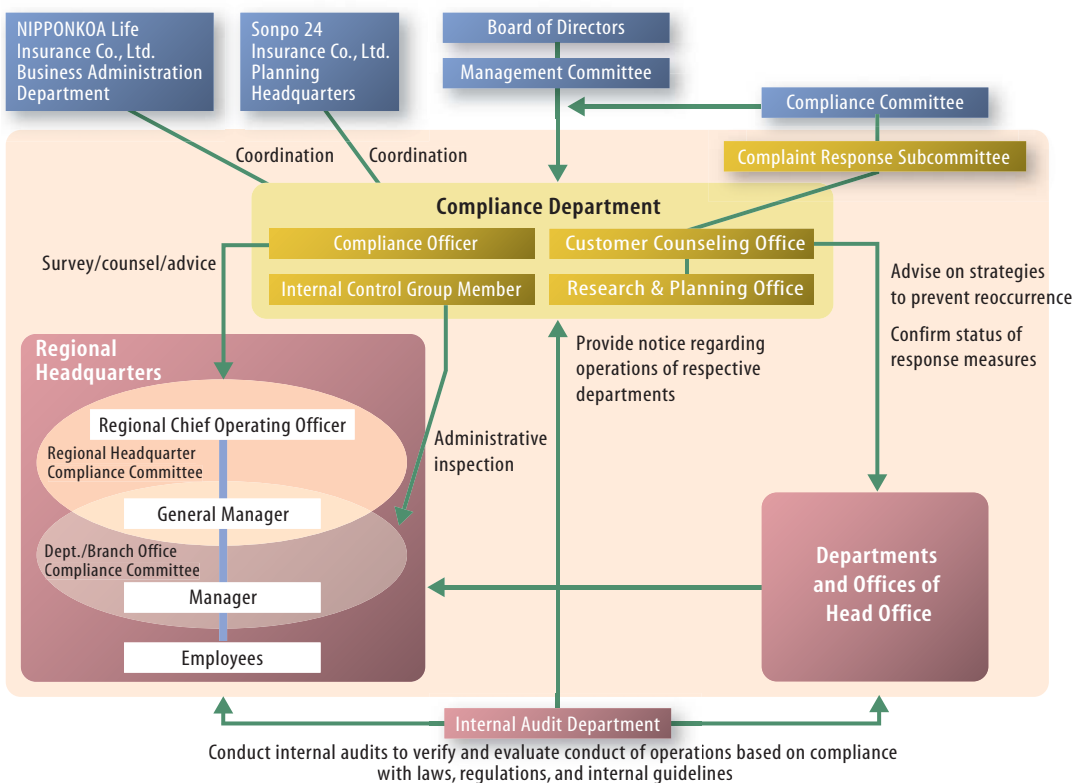 NIPPONKOA Life
Insurance Co., Ltd.
Business Administration
Department
Sonpo 24
Insurance Co., Ltd.
Planning
Headquarters
Board of Directors
Management Committee
Compliance Committee
Complaint Response Subcommittee
Coordination
Coordination
Compliance Department
Compliance Officer
Customer Counseling Office
Internal Control Group Member
Research & Planning Office
Survey/counsel/advice
Advise on strategies
to prevent reoccurrence
Confirm status of
response measures
Provide notice regarding
operations of respective
departments
Administrative
inspection
Regional
Headquarters
Regional Chief Operating Officer
Regional Headquarter
Compliance Committee
General Manager
Dept./Branch Office
Compliance Committee
Manager
Employees
Departments
and Offices of
Head Office
Internal Audit Department
Conduct internal audits to verify and evaluate conduct of operations based on compliance
with laws, regulations, and internal guidelines